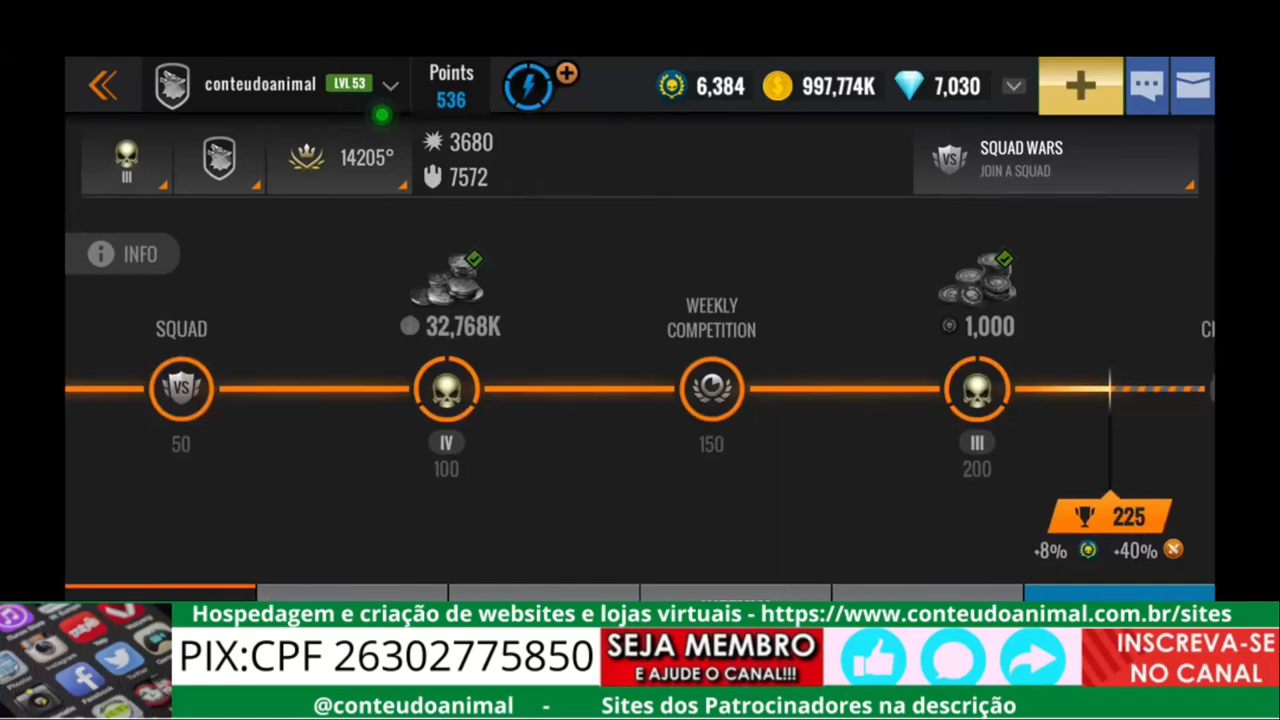 conteudoanimal LVL 53
Points
536
6,384
997,774K
7,030
III
14205°
3680
7572
VS
SQUAD WARS
JOIN A SQUAD
INFO
SQUAD
32,768K
WEEKLY
COMPETITION
1,000
VS
IV
III
50
100
150
200
225
+8%
+40%
Hospedagem e criação de websites e lojas virtuais - https://www.conteudoanimal.com.br/sites
PIX:CPF 26302775850
SEJA MEMBRO
E AJUDE O CANAL!!!
INSCREVA-SE
NO CANAL
@conteudoanimal - Sites dos Patrocinadores na descrição